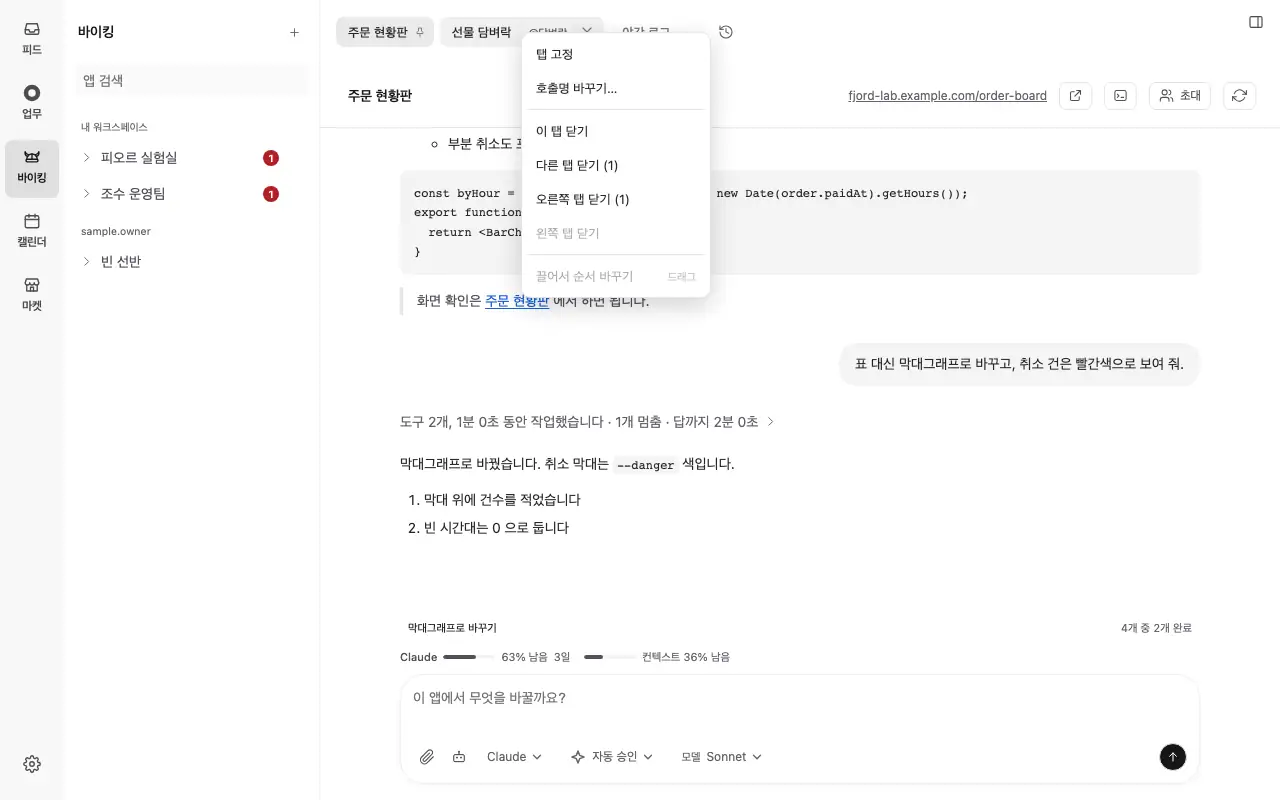 피드
업무
바이킹
캘린더
마켓
바이킹
앱 검색
내 워크스페이스
피오르 실험실 1
조수 운영팀 1
sample.owner
빈 선반
주문 현황판
선물 담벼락
탭 고정
호출명 바꾸기...
이 탭 닫기
다른 탭 닫기 (1)
오른쪽 탭 닫기 (1)
왼쪽 탭 닫기
끌어서 순서 바꾸기 드래그
주문 현황판
fjord-lab.example.com/order-board
초대
부분 취소도
const byHour = new Date(order.paidAt).getHours());
export function
return <BarCh
}
화면 확인은 주문 현황판 에서 하면 됩니다.
표 대신 막대그래프로 바꾸고, 취소 건은 빨간색으로 보여 줘.
도구 2개, 1분 0초 동안 작업했습니다 · 1개 멈춤 · 답까지 2분 0초
막대그래프로 바꿨습니다. 취소 막대는 --danger 색입니다.
1. 막대 위에 건수를 적었습니다
2. 빈 시간대는 0 으로 둡니다
막대그래프로 바꾸기
4개 중 2개 완료
Claude 63% 남음 3일 컨텍스트 36% 남음
이 앱에서 무엇을 바꿀까요?
Claude 자동 승인 모델 Sonnet